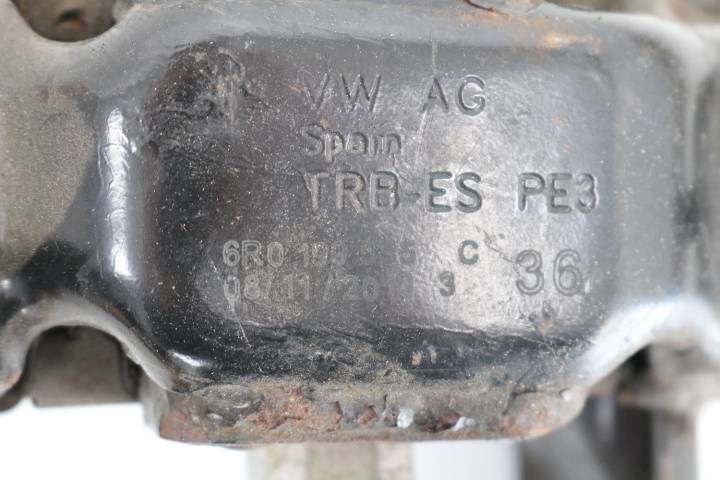 VW AG
Spain
TRB-ES PE3
6R0 C
3 36